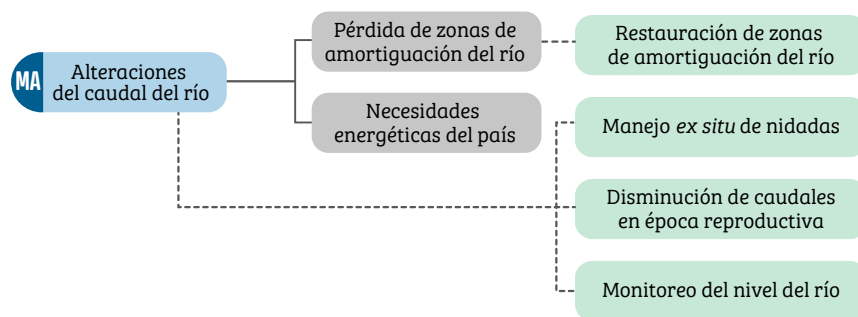 MA
Alteraciones
del caudal del río
Pérdida de zonas de
amortiguación del río
Necesidades
energéticas del país
Restauración de zonas
de amortiguación del río
Manejo ex situ de nidadas
Disminución de caudales
en época reproductiva
Monitoreo del nivel del río